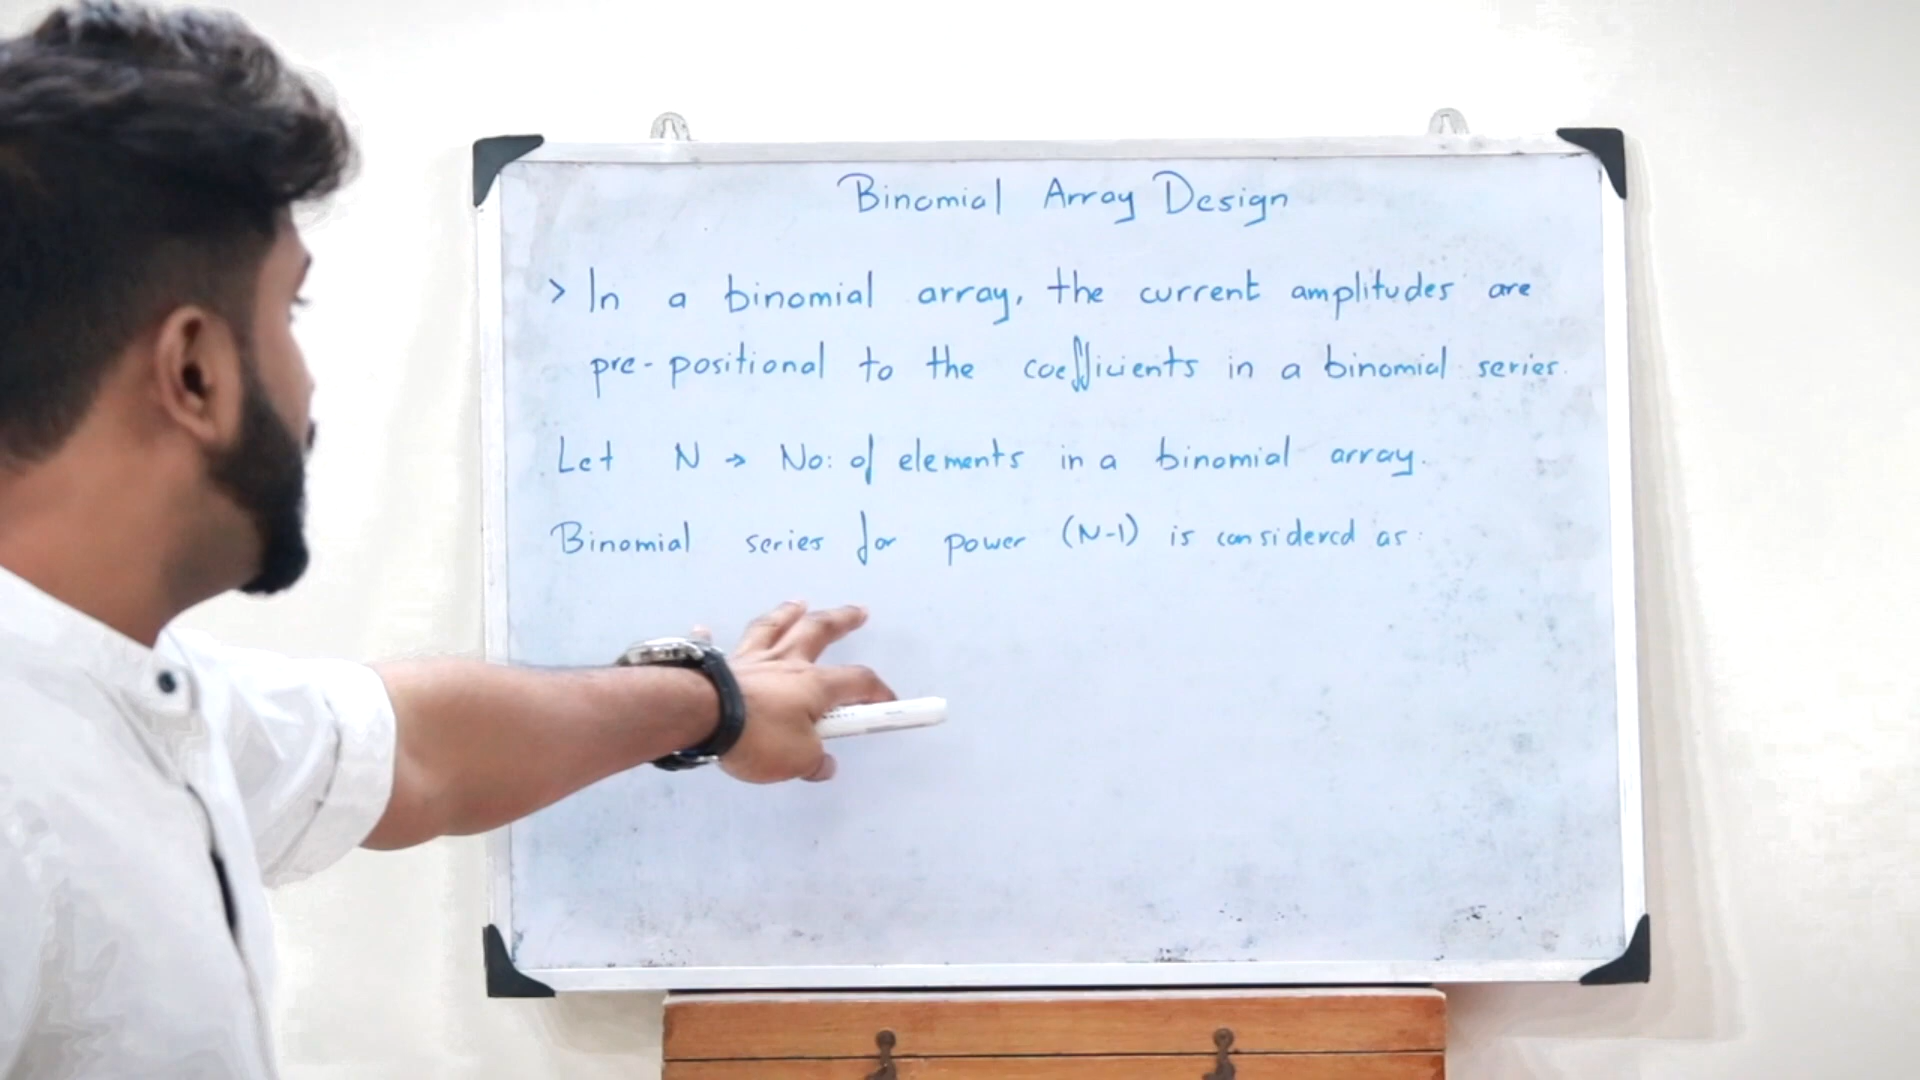 Binomial Array Design
> In a binomial array, the current amplitudes are
pre-positional to the coefficients in a binomial series.
Let N → No: of elements in a binomial array.
Binomial series for power (N-1) is considered as: